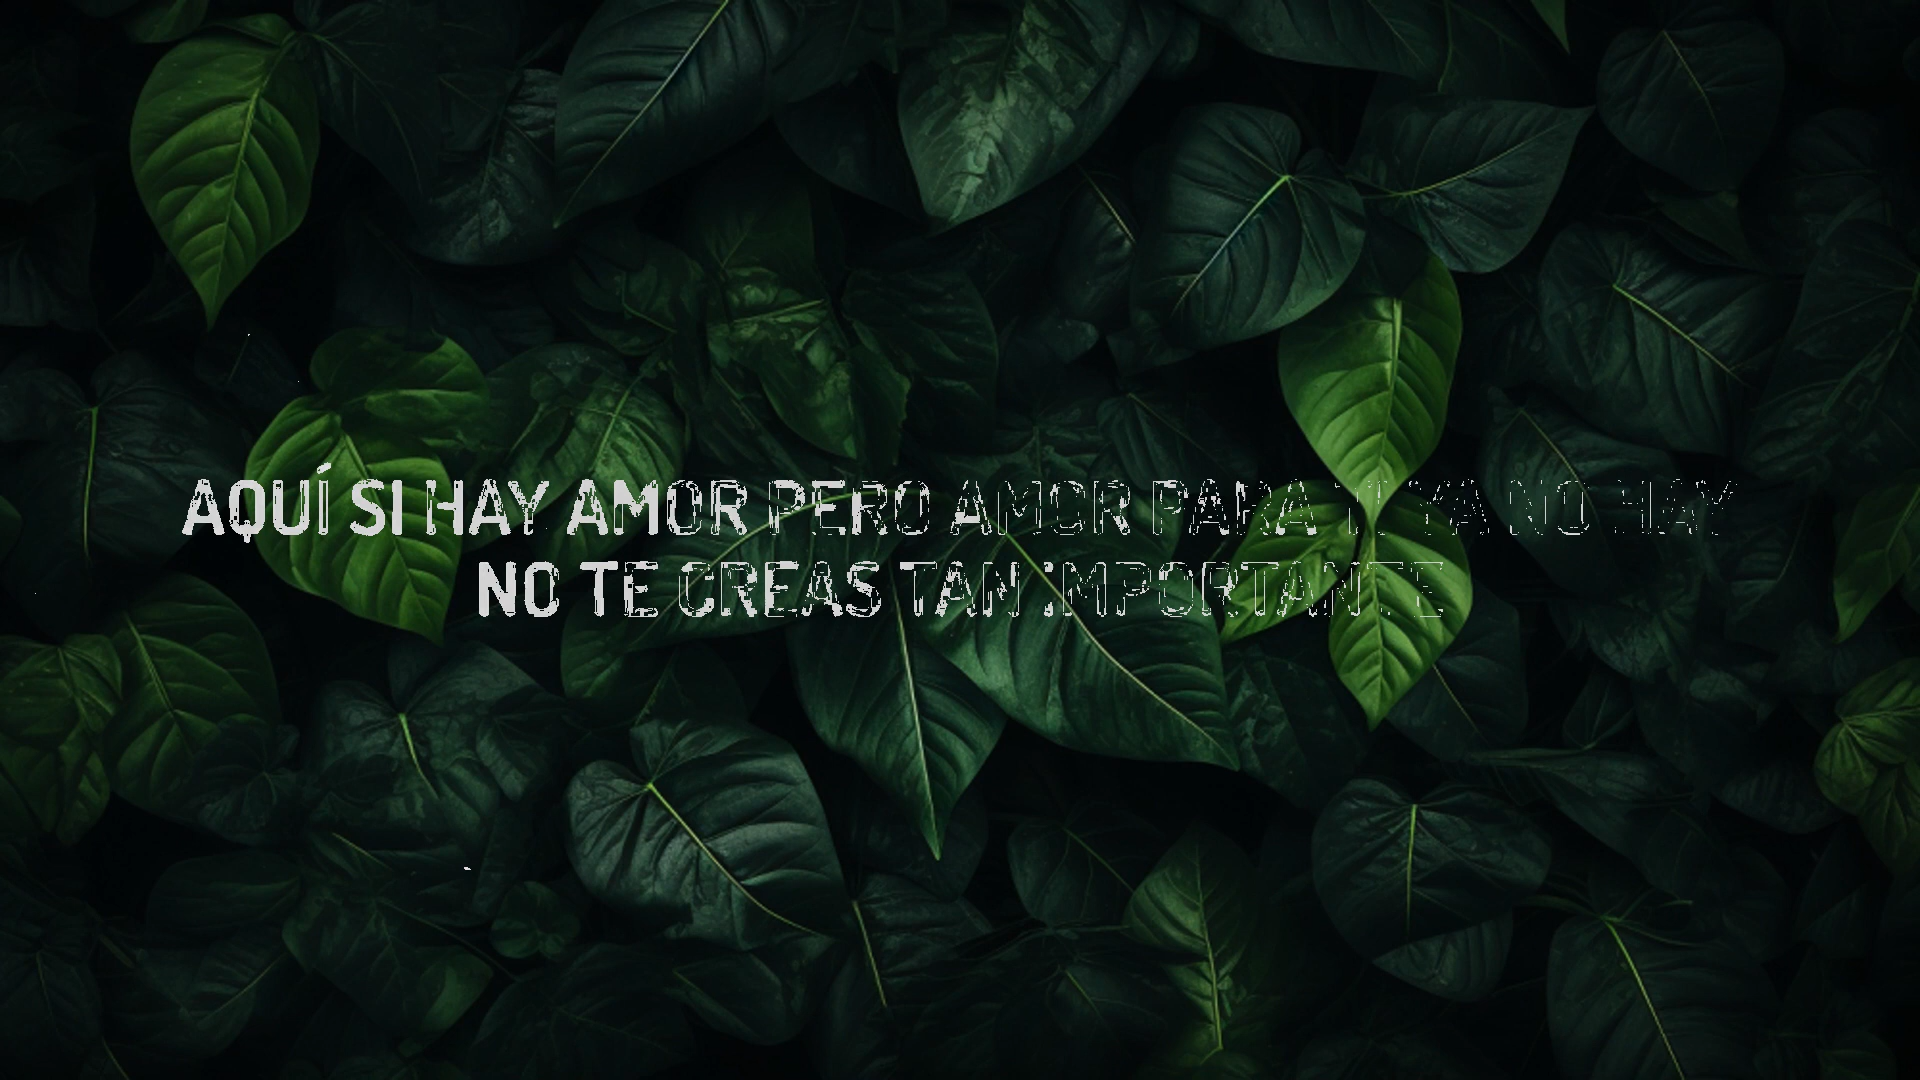 AQUÍ SI HAY AMOR PERO AMOR PARA TI YA NO HAY
NO TE CREAS TAN IMPORTANTE